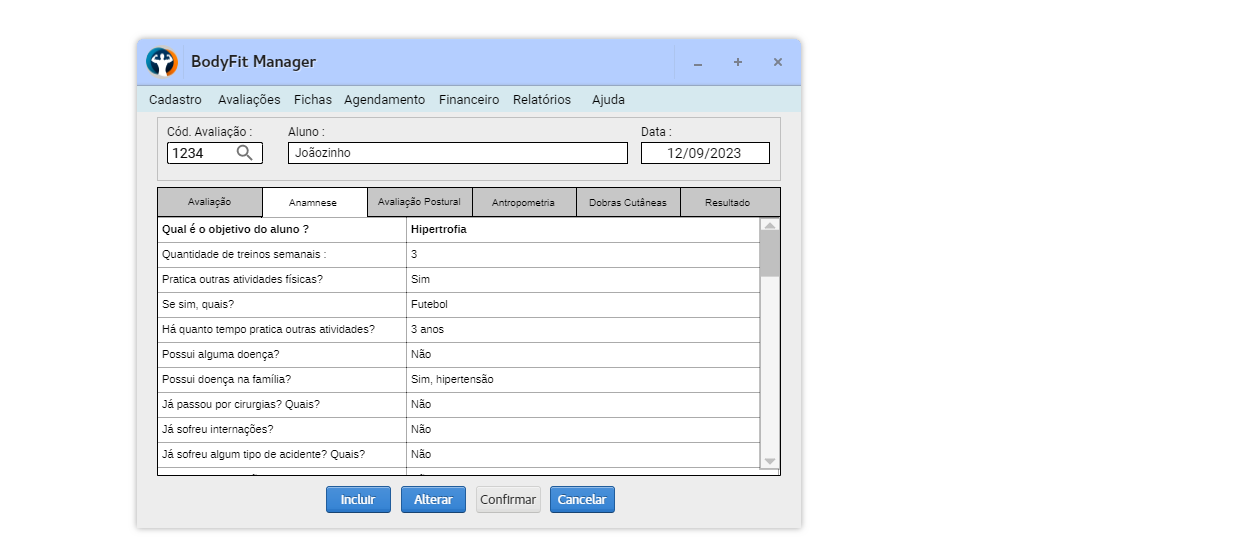 BodyFit Manager
Cadastro Avaliações Fichas Agendamento Financeiro Relatórios Ajuda
Cód. Avaliação : Aluno : Data :
1234 Joãozinho 12/09/2023
Avaliação Anamnese Avaliação Postural Antropometria Dobras Cutâneas Resultado
Qual é o objetivo do aluno ? Hipertrofia
Quantidade de treinos semanais : 3
Pratica outras atividades físicas? Sim
Se sim, quais? Futebol
Há quanto tempo pratica outras atividades? 3 anos
Possui alguma doença? Não
Possui doença na família? Sim, hipertensão
Já passou por cirurgias? Quais? Não
Já sofreu internações? Não
Já sofreu algum tipo de acidente? Quais? Não
Incluir Alterar Confirmar Cancelar